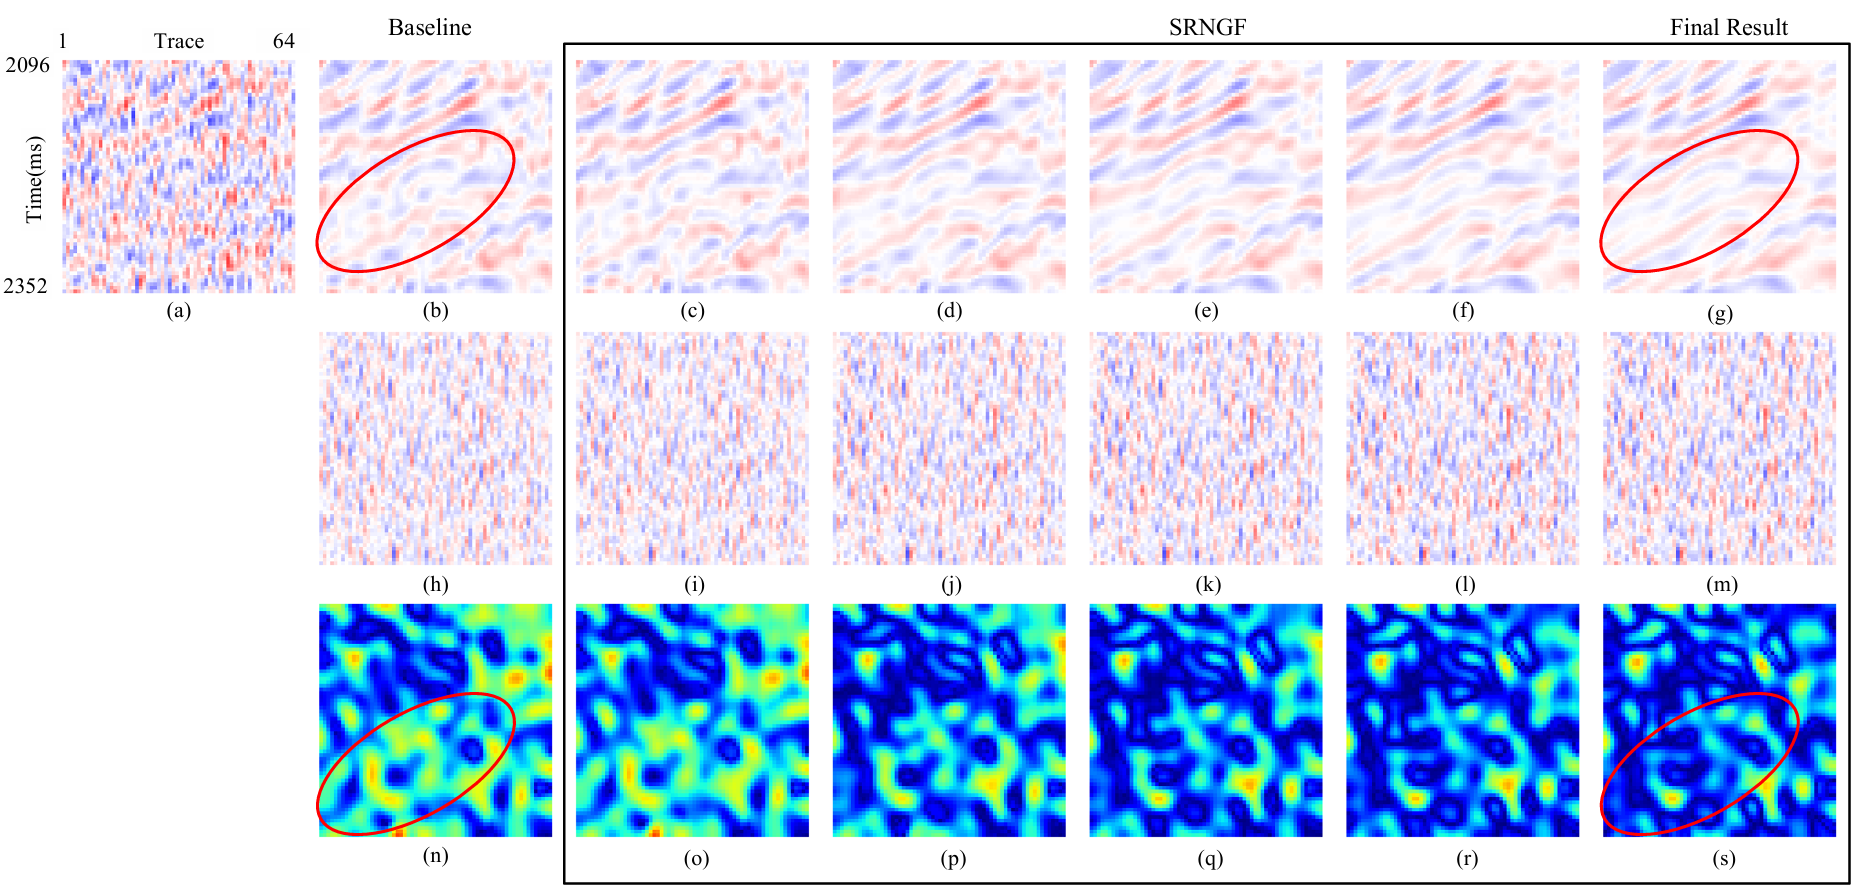 Baseline
SRNGF
Final Result
1 Trace 64
2096
Time(ms)
2352
(a) (b) (c) (d) (e) (f) (g)
(h) (i) (j) (k) (l) (m)
(n) (o) (p) (q) (r) (s)